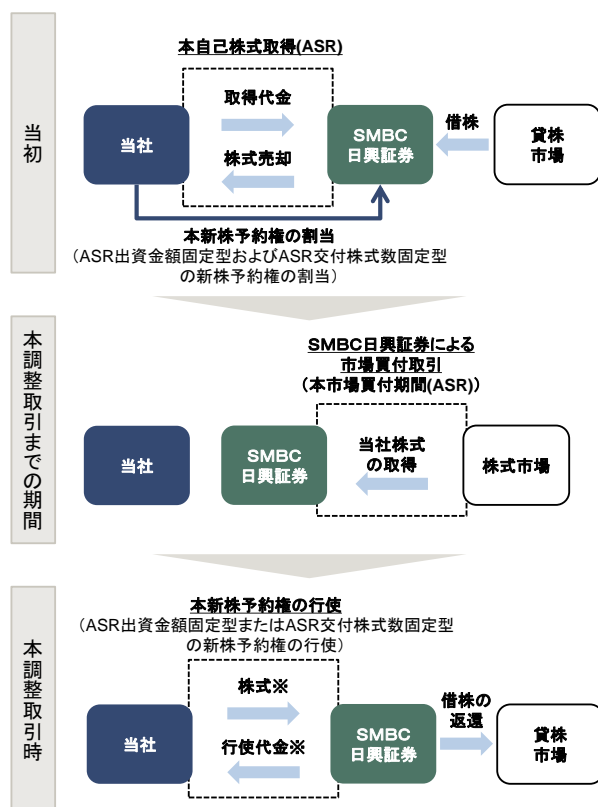 当初
本自己株式取得(ASR)
取得代金
当社
SMBC
日興証券
借株
貸株
市場
株式売却
本新株予約権の割当
（ASR出資金額固定型およびASR交付株式数固定型
の新株予約権の割当）
本調整取引までの期間
SMBC日興証券による
市場買付取引
（本市場買付期間(ASR)）
当社
SMBC
日興証券
当社株式
の取得
株式市場
本調整取引時
本新株予約権の行使
（ASR出資金額固定型またはASR交付株式数固定型
の新株予約権の行使）
株式※
当社
行使代金※
SMBC
日興証券
借株の
返還
貸株
市場